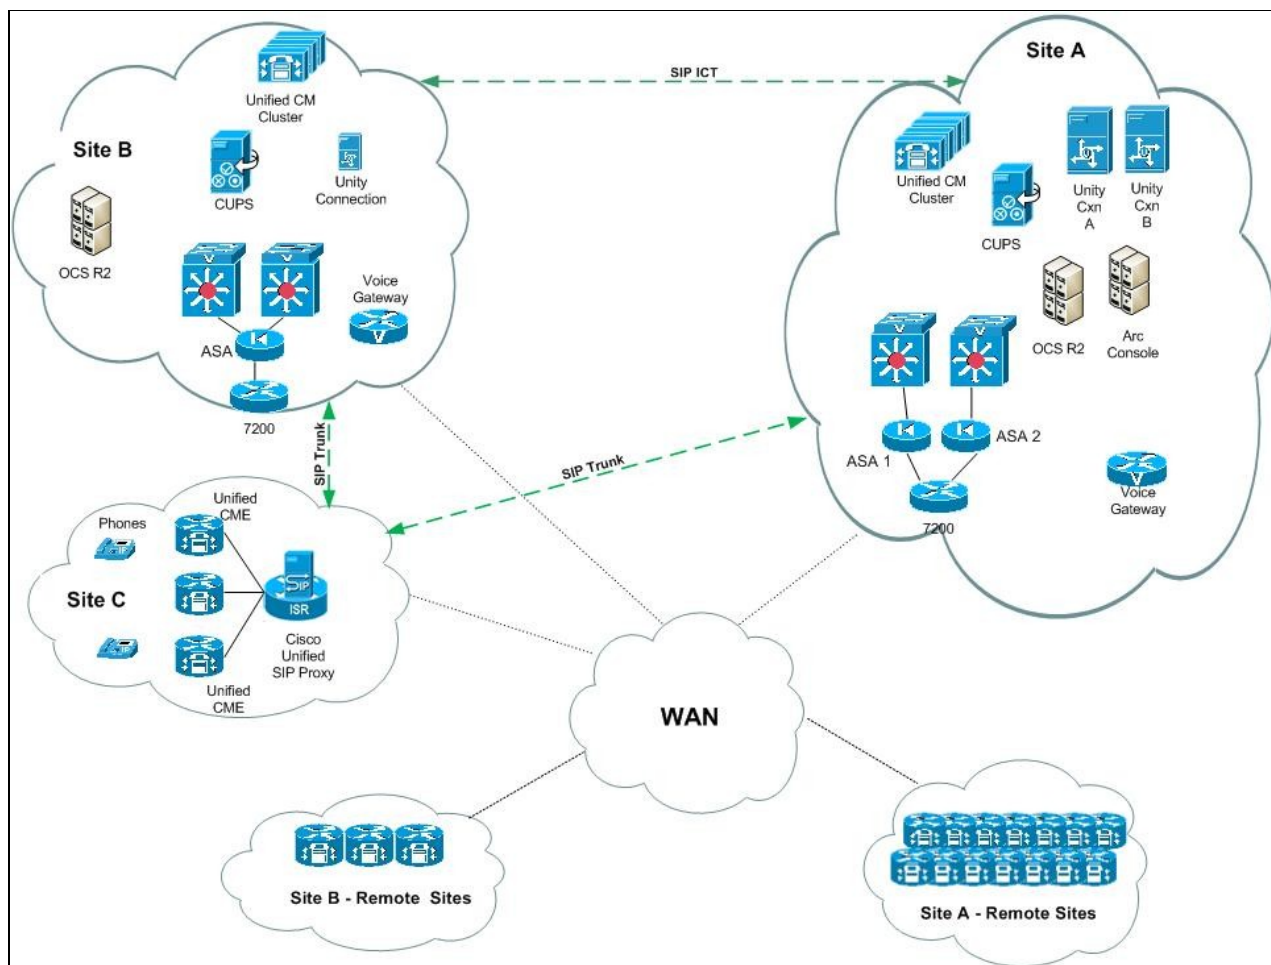 SIP ICT
Site A
Unified CM
Cluster
Site B
Unity
Connection
CUPS
OCS R2
Voice
Gateway
ASA
7200
Unified CM
Cluster
Unity
Cxn
A
Unity
Cxn
B
CUPS
OCS R2
Arc
Console
ASA 1
ASA 2
7200
Voice
Gateway
SIP Trunk
SIP Trunk
Unified
CME
Phones
IP
Site C
SIP
ISR
IP
Cisco
Unified
SIP Proxy
Unified
CME
WAN
Site B - Remote Sites
Site A - Remote Sites